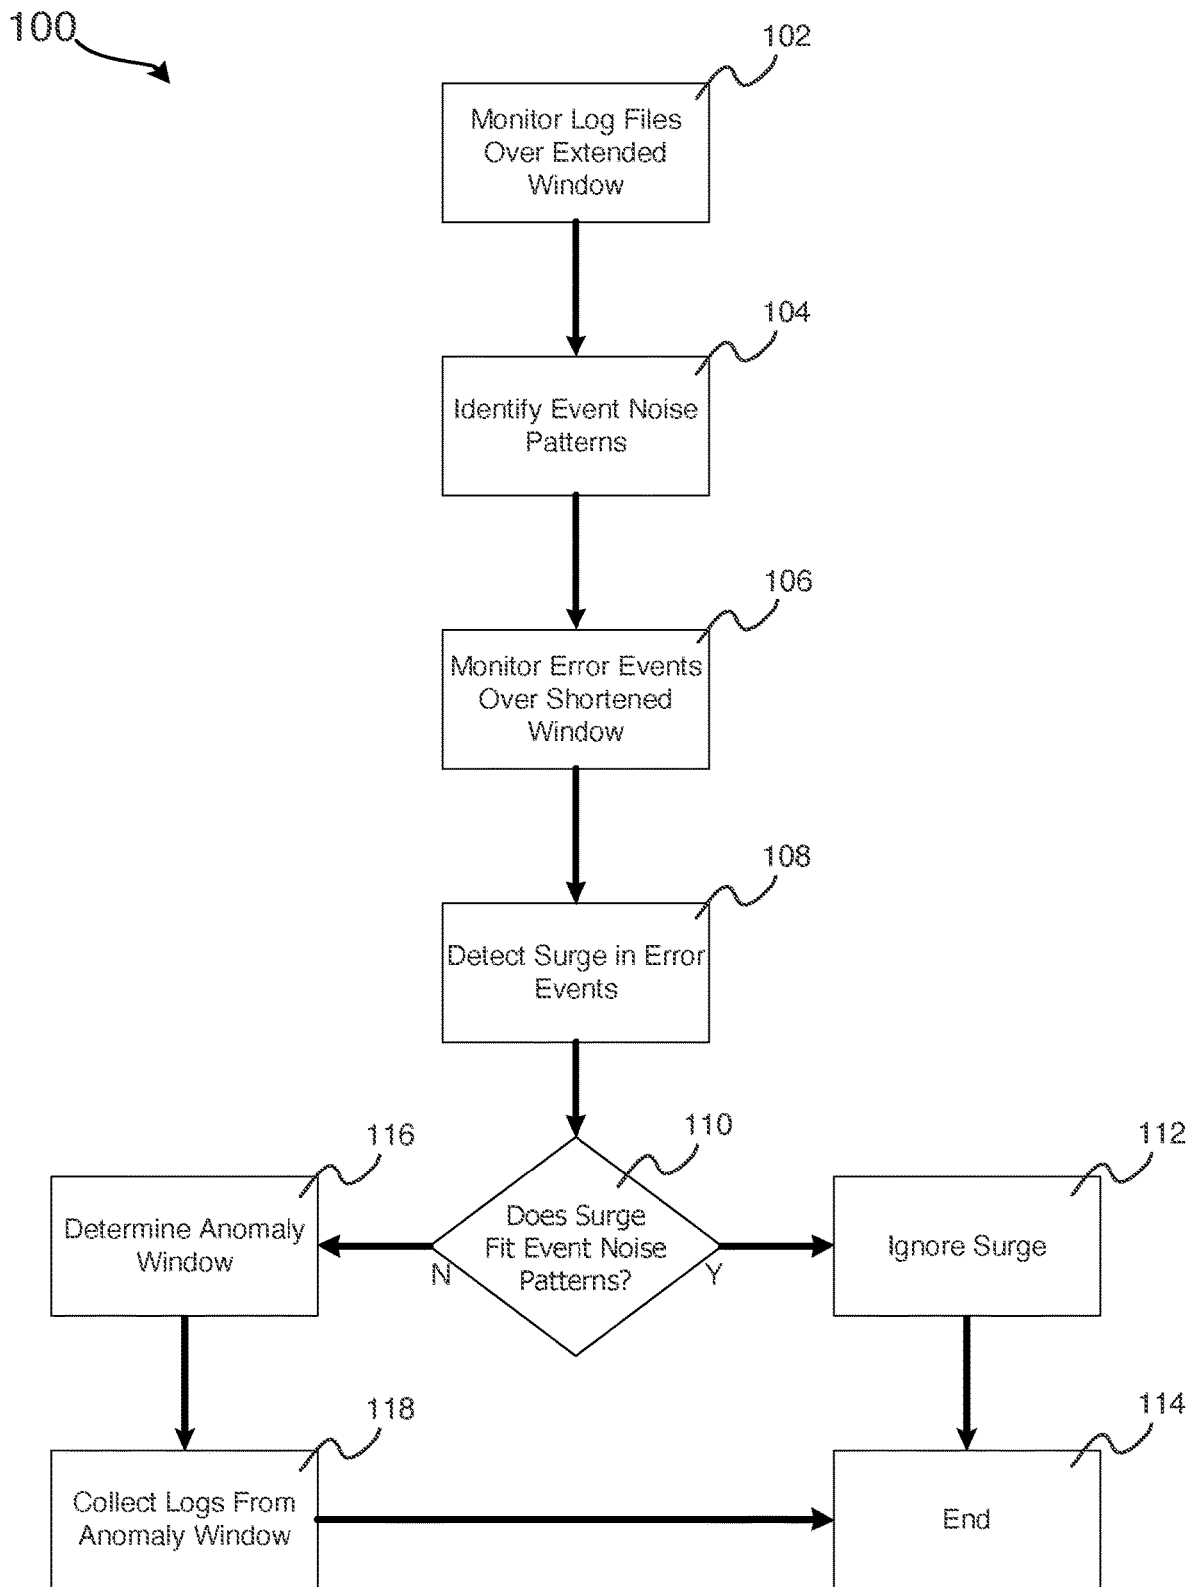 100
102
Monitor Log Files
Over Extended
Window
104
Identify Event Noise
Patterns
106
Monitor Error Events
Over Shortened
Window
108
Detect Surge in Error
Events
110
Does Surge
Fit Event Noise
Patterns?
N
Y
116
Determine Anomaly
Window
112
Ignore Surge
118
Collect Logs From
Anomaly Window
114
End